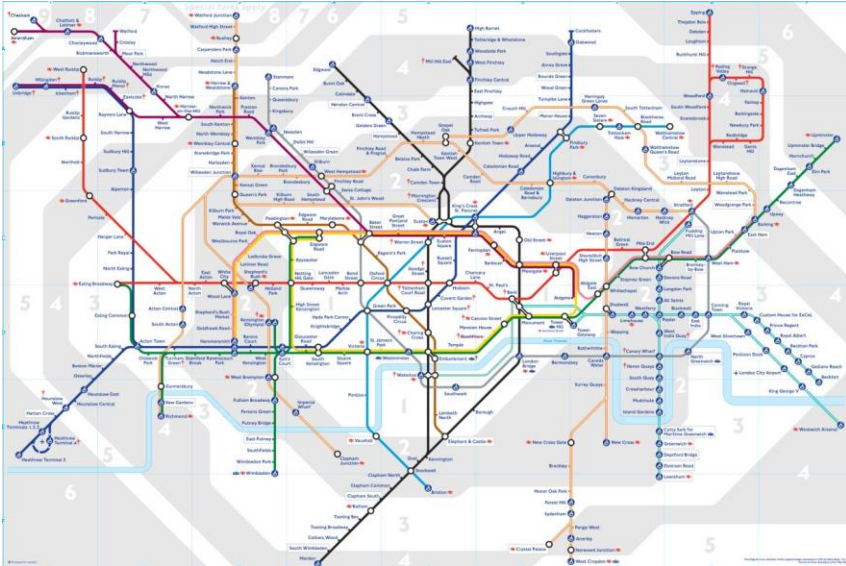 Special fares apply
Chesham
Chalfont &
Latimer
Watford Junction
Watford High Street
Bushey
Carpenders Park
Hatch End
Headstone Lane
Harrow &
Wealdstone
Kenton
Amersham
Chorleywood
Rickmansworth
Watford
Croxley
Moor Park
Northwood
Northwood
Hills
Pinner
North Harrow
Harrow-
on-the-Hill
West
Harrow
Northwick
Park
Preston
Road
Wembley
Park
Stanmore
Canons Park
Queensbury
Kingsbury
Neasden
Dollis Hill
Willesden Green
Kilburn
West Hampstead
Finchley Road
Swiss Cottage
St. John's Wood
Edgware
Burnt Oak
Colindale
Hendon Central
Brent Cross
Golders Green
Hampstead
Belsize Park
Chalk Farm
Camden Town
Mornington
Crescent
High Barnet
Totteridge & Whetstone
Woodside Park
West Finchley
Mill Hill East
Finchley Central
East Finchley
Highgate
Archway
Tufnell Park
Kentish Town
Cockfosters
Oakwood
Southgate
Arnos Grove
Bounds Green
Wood Green
Turnpike Lane
Manor House
Finsbury
Park
Epping
Theydon Bois
Debden
Loughton
Buckhurst Hill
Woodford
South Woodford
Snaresbrook
Roding
Valley
Grange
Hill
Chigwell
Hainault
Fairlop
Barkingside
Newbury Park
Redbridge
Wanstead
Gants
Hill
Leytonstone
Leyton
Stratford
West Ruislip
Hillingdon
Uxbridge
Ickenham
Ruislip
Ruislip
Manor
Eastcote
Rayners Lane
Ruislip
Gardens
South Ruislip
Northolt
Greenford
Perivale
Hanger Lane
South Harrow
Sudbury Hill
Sudbury Town
Alperton
Park Royal
North Ealing
Ealing Broadway
Ealing Common
South Kenton
North Wembley
Wembley Central
Stonebridge Park
Harlesden
Willesden Junction
Kensal Green
Queen's Park
Kilburn Park
Maida Vale
Warwick Avenue
Royal Oak
Westbourne Park
Ladbroke Grove
Latimer Road
Paddington
Edgware
Road
Marylebone
Baker
Street
Great
Portland
Street
Warren Street
Euston
King's Cross
St. Pancras
Angel
Old Street
Moorgate
Liverpool
Street
Farringdon
Barbican
Russell
Square
Goodge
Street
Tottenham
Court Road
Holborn
Chancery
Lane
St. Paul's
Bank
Covent Garden
Leicester Square
Piccadilly
Circus
Oxford
Circus
Bond
Street
Marble
Arch
Lancaster
Gate
Queensway
Notting
Hill Gate
Holland
Park
Shepherd's
Bush
White
City
East
Acton
North
Acton
West
Acton
Wood Lane
Shepherd's Bush
Market
Goldhawk Road
Hammersmith
Bayswater
High Street
Kensington
Hyde Park Corner
Knightsbridge
Green Park
Gloucester
Road
South
Kensington
Sloane
Square
Victoria
St. James's
Park
Westminster
Embankment
Charing
Cross
Temple
Blackfriars
Mansion House
Cannon Street
Monument
Tower
Hill
Tower
Gateway
Aldgate
Aldgate
East
Whitechapel
Stepney Green
Mile End
Bow Road
Bow Church
Bromley-
by-Bow
West Ham
Plaistow
Upton Park
East Ham
Barking
Upney
Becontree
Dagenham
Heathway
Dagenham
East
Elm Park
Hornchurch
Upminster Bridge
Upminster
Gospel
Oak
Hampstead
Heath
Kentish
Town West
Camden
Road
Caledonian
Road &
Barnsbury
Highbury &
Islington
Canonbury
Dalston Kingsland
Dalston Junction
Haggerston
Hoxton
Shoreditch
High Street
Hackney
Central
Homerton
Hackney
Wick
Bethnal
Green
Crouch Hill
Upper Holloway
Harringay
Green Lanes
South Tottenham
Seven
Sisters
Tottenham
Hale
Blackhorse
Road
Walthamstow
Central
Walthamstow
Queen's Road
Leyton
Midland Road
Leytonstone
High Road
Wanstead Park
Woodgrange Park
Arsenal
Holloway Road
Caledonian Road
Pudding
Mill Lane
Devons Road
Langdon Park
All Saints
Blackwall
East
India
Canning
Town
Royal
Victoria
Custom House for ExCeL
Prince Regent
Royal Albert
Beckton Park
Cyprus
Gallions Reach
Beckton
West Silvertown
Pontoon Dock
London City Airport
King George V
Woolwich Arsenal
Shadwell
Limehouse
Westferry
Poplar
West
India Quay
Canary Wharf
Heron Quays
South Quay
Crossharbour
Mudchute
Island Gardens
Cutty Sark for
Maritime Greenwich
Greenwich
Deptford Bridge
Elverson Road
Lewisham
North
Greenwich
Wapping
Rotherhithe
Canada
Water
Bermondsey
Surrey Quays
New Cross Gate
New Cross
Brockley
Honor Oak Park
Forest Hill
Sydenham
Crystal Palace
Penge West
Anerley
Norwood Junction
West Croydon
London
Bridge
Southwark
Waterloo
Lambeth
North
Elephant & Castle
Borough
Kennington
Oval
Stockwell
Brixton
Vauxhall
Pimlico
Clapham North
Clapham Common
Clapham South
Balham
Tooting Bec
Tooting Broadway
Colliers Wood
South Wimbledon
Morden
Clapham
Junction
Imperial
Wharf
West Brompton
Fulham Broadway
Parsons Green
Putney Bridge
East Putney
Southfields
Wimbledon Park
Wimbledon
Earl's
Court
West
Kensington
Barons
Court
Kensington
(Olympia)
Ravenscourt
Park
Stamford
Brook
Turnham
Green
Chiswick
Park
Acton Town
Acton Central
South Acton
Gunnersbury
Kew Gardens
Richmond
South Ealing
Northfields
Boston Manor
Osterley
Hounslow East
Hounslow Central
Hounslow
West
Hatton Cross
Heathrow
Terminals 1, 2, 3
Heathrow
Terminal 4
Heathrow Terminal 5
River Thames